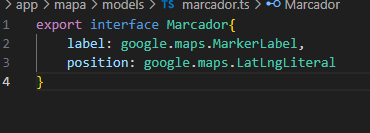 app > mapa > models > TS marcador.ts > Marcador
1 export interface Marcador{
2     label: google.maps.MarkerLabel,
3     position: google.maps.LatLngLiteral
4 }